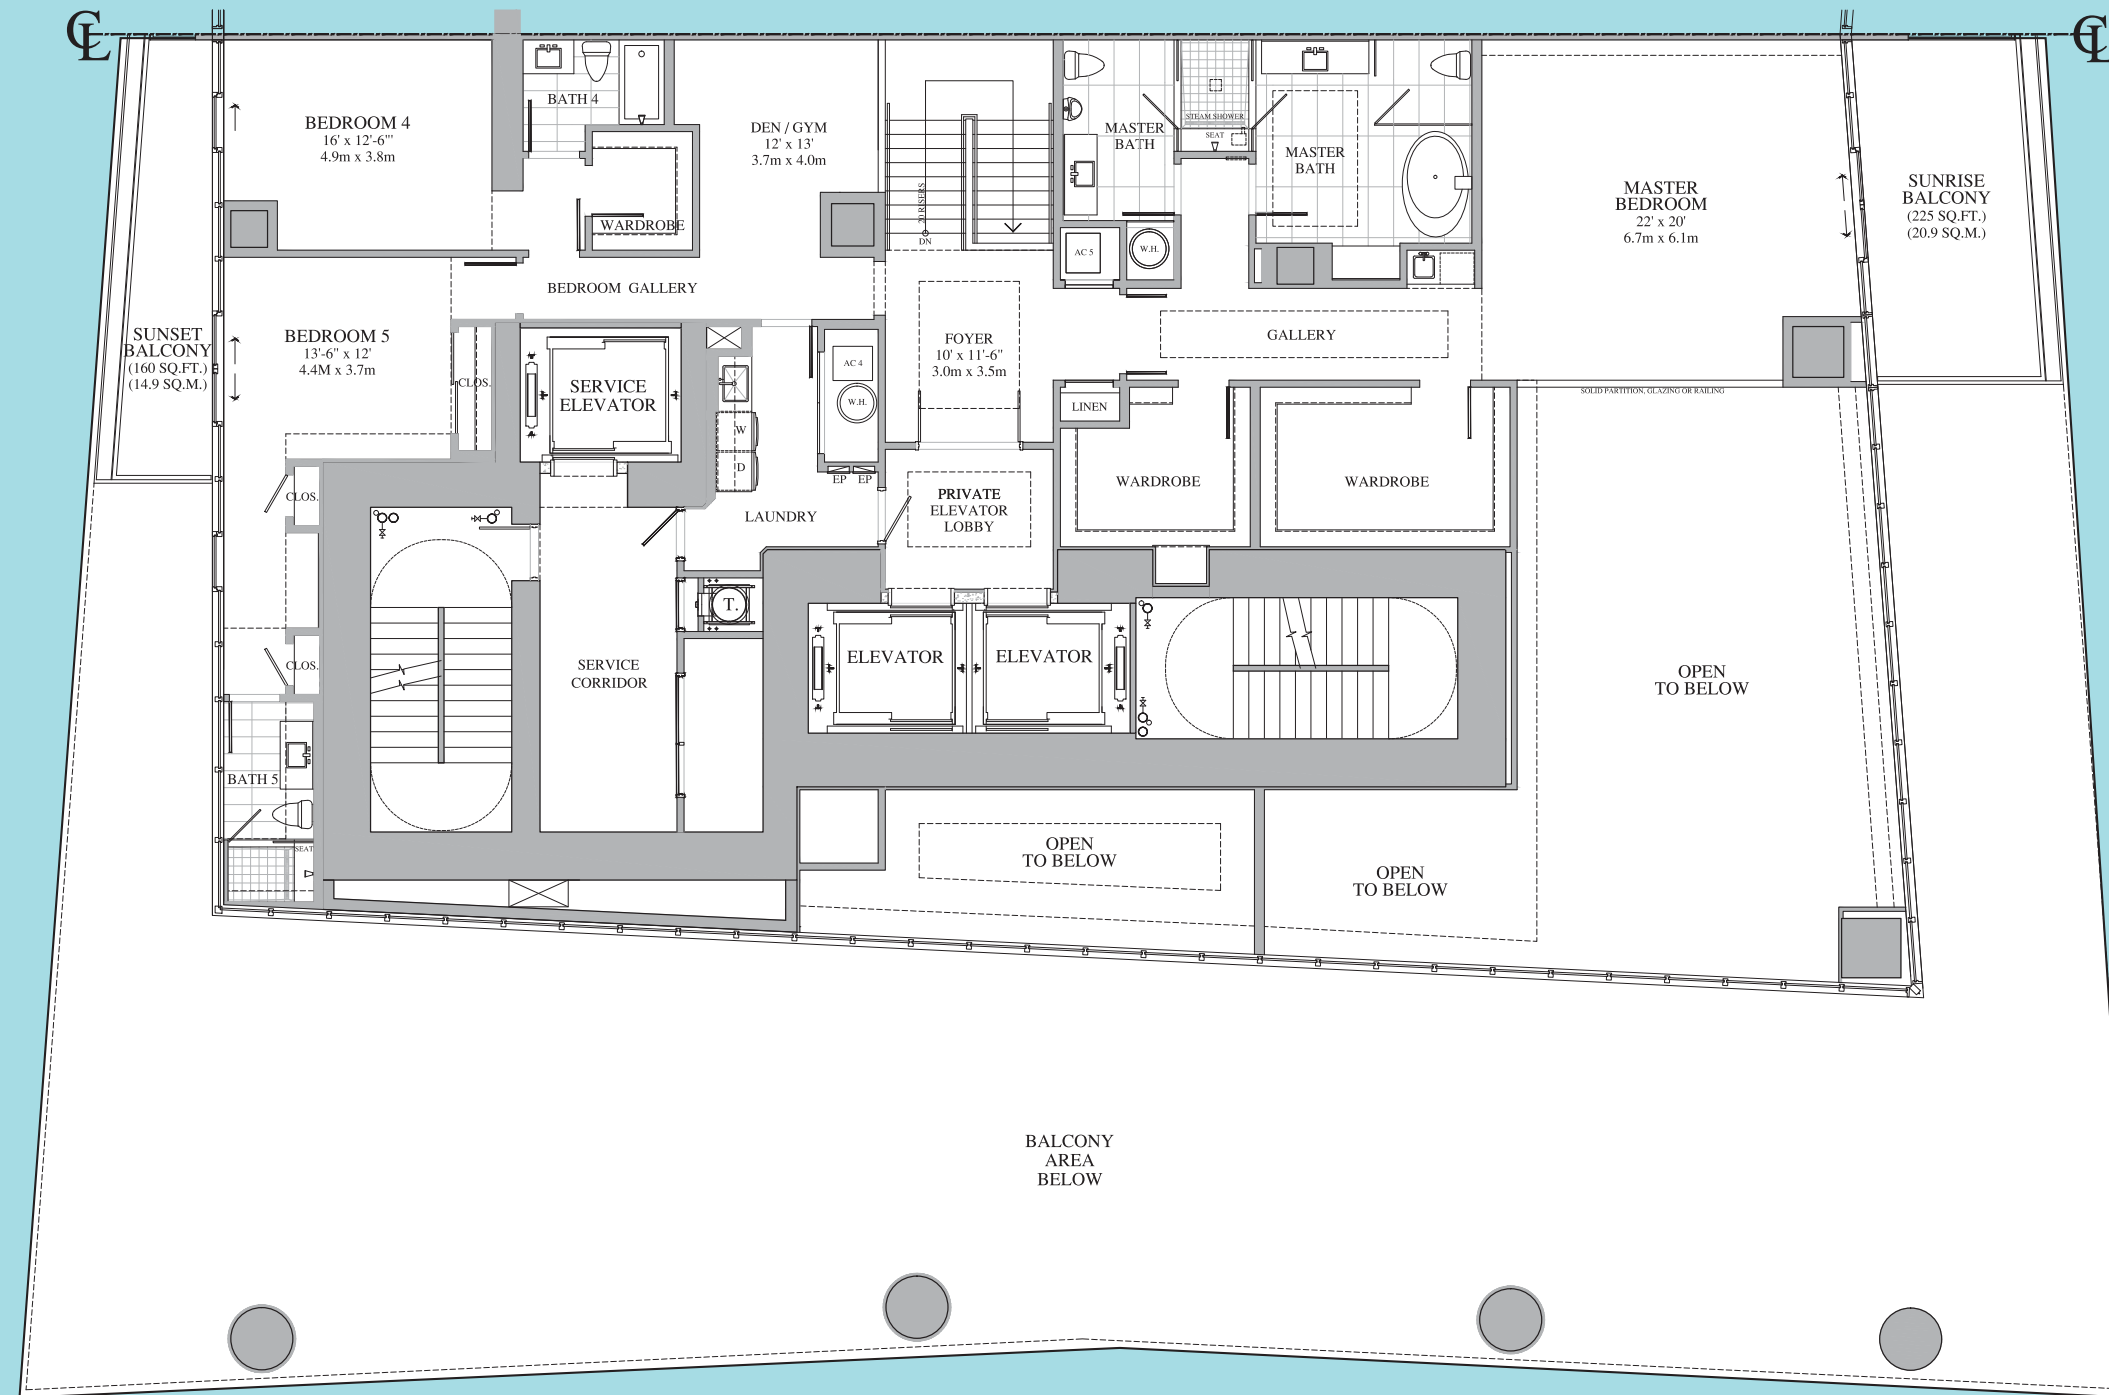 ℄
℄
BEDROOM 4
16' x 12'-6"'
4.9m x 3.8m
BATH 4
WARDROBE
DEN / GYM
12' x 13'
3.7m x 4.0m
20 RISERS
DN
MASTER
BATH
STEAM SHOWER
SEAT
MASTER
BATH
AC 5
W.H.
MASTER
BEDROOM
22' x 20'
6.7m x 6.1m
SUNRISE
BALCONY
(225 SQ.FT.)
(20.9 SQ.M.)
SUNSET
BALCONY
(160 SQ.FT.)
(14.9 SQ.M.)
BEDROOM 5
13'-6" x 12'
4.4M x 3.7m
CLOS.
BEDROOM GALLERY
SERVICE
ELEVATOR
W
D
AC 4
W.H.
EP EP
LAUNDRY
FOYER
10' x 11'-6"
3.0m x 3.5m
GALLERY
LINEN
SOLID PARTITION, GLAZING OR RAILING
WARDROBE
WARDROBE
PRIVATE
ELEVATOR
LOBBY
CLOS.
CLOS.
T.
SERVICE
CORRIDOR
ELEVATOR
ELEVATOR
OPEN
TO BELOW
BATH 5
SEAT
OPEN
TO BELOW
OPEN
TO BELOW
BALCONY
AREA
BELOW